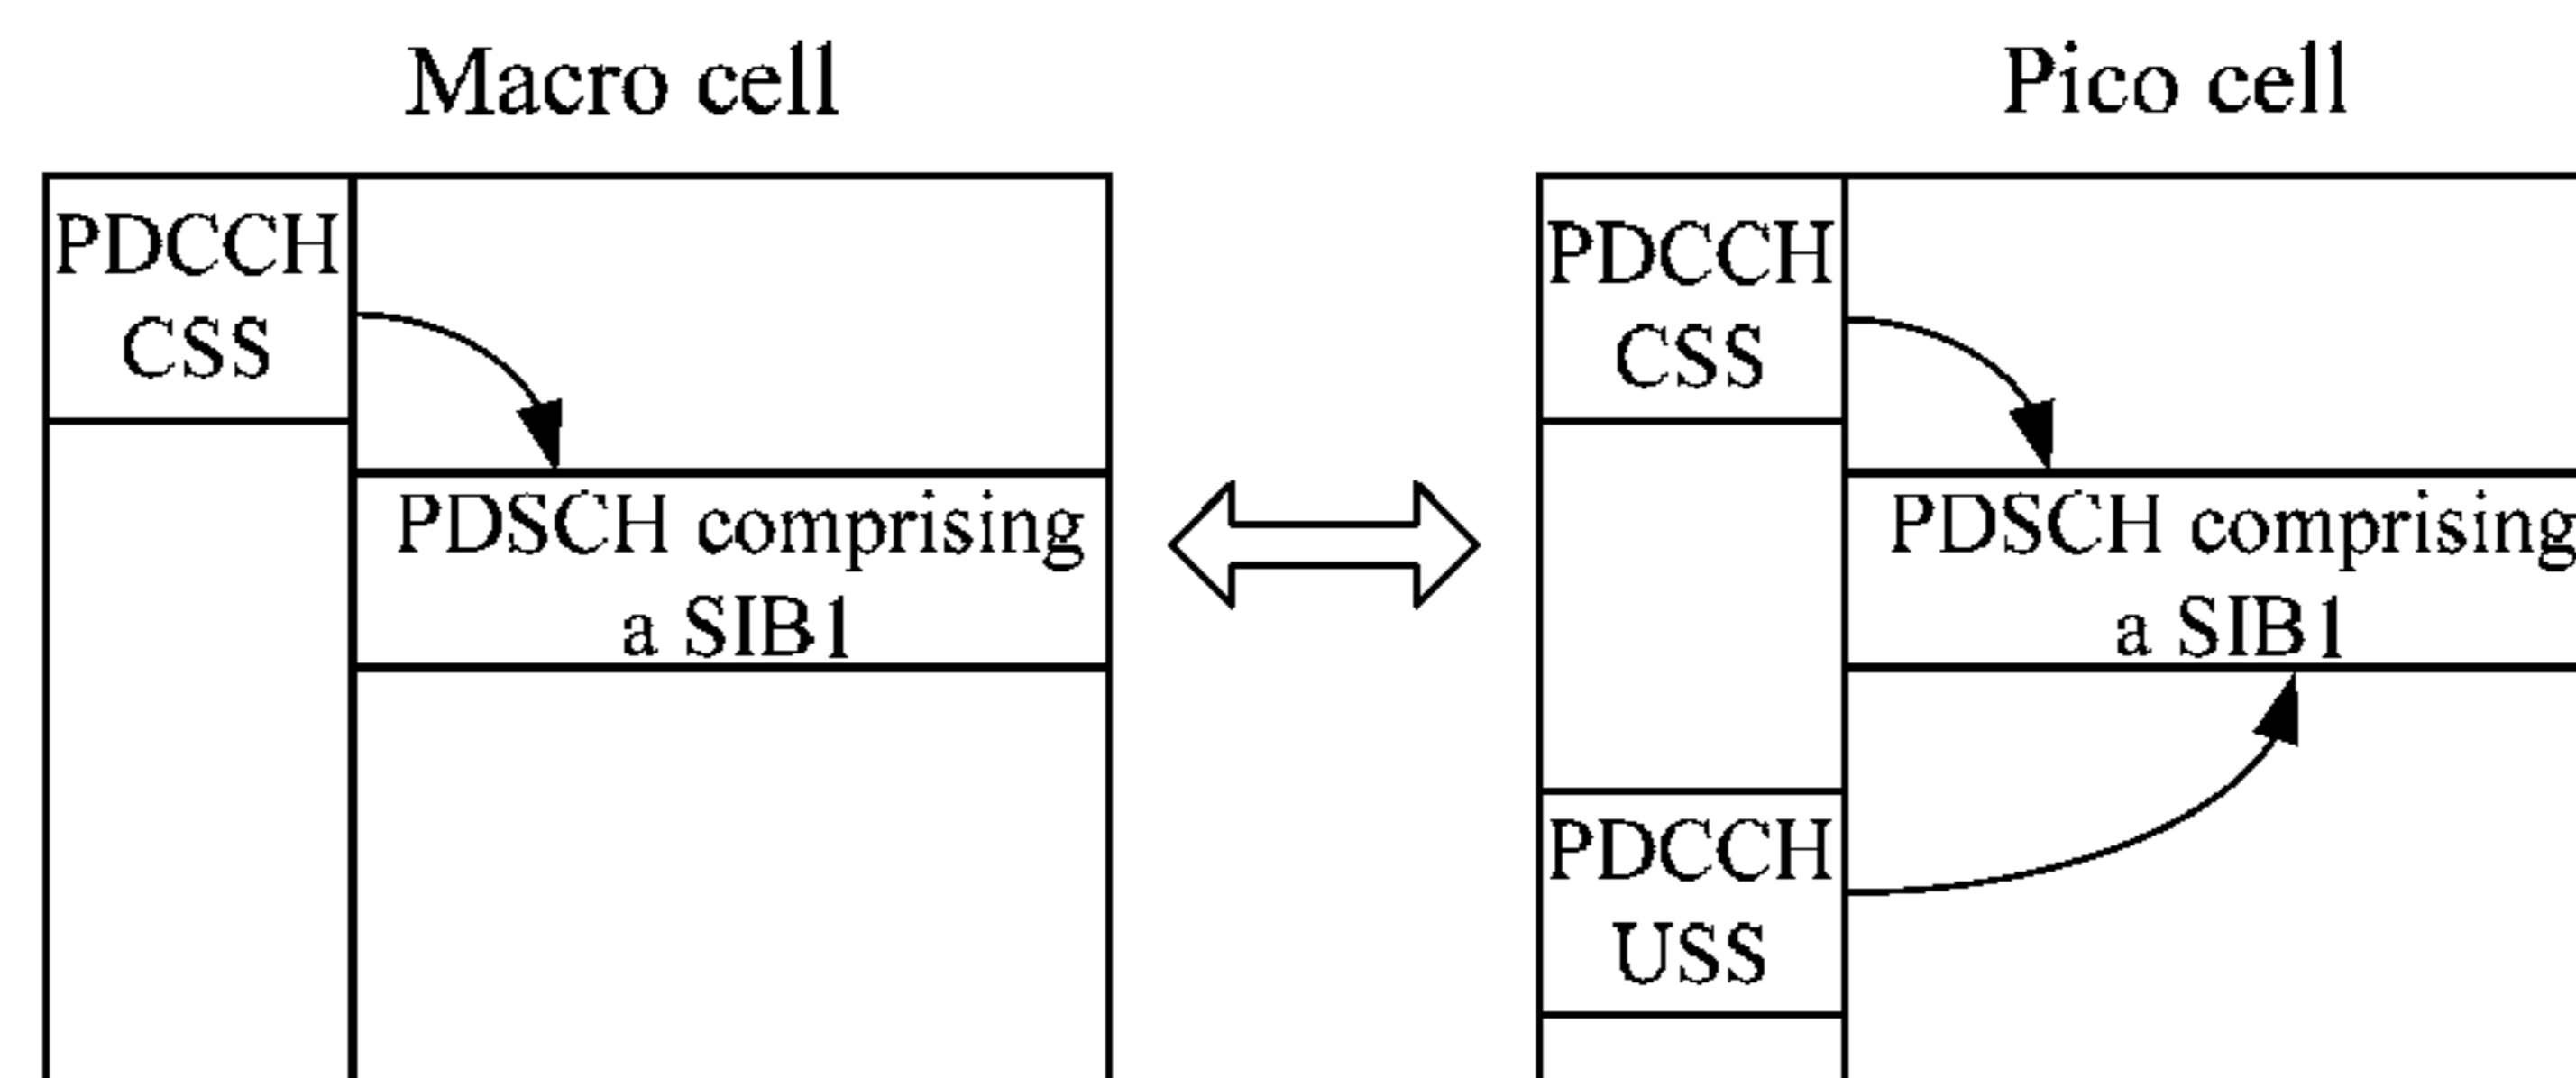 Macro cell
PDCCH
CSS
PDSCH comprising
a SIB1
Pico cell
PDCCH
CSS
PDSCH comprising
a SIB1
PDCCH
USS